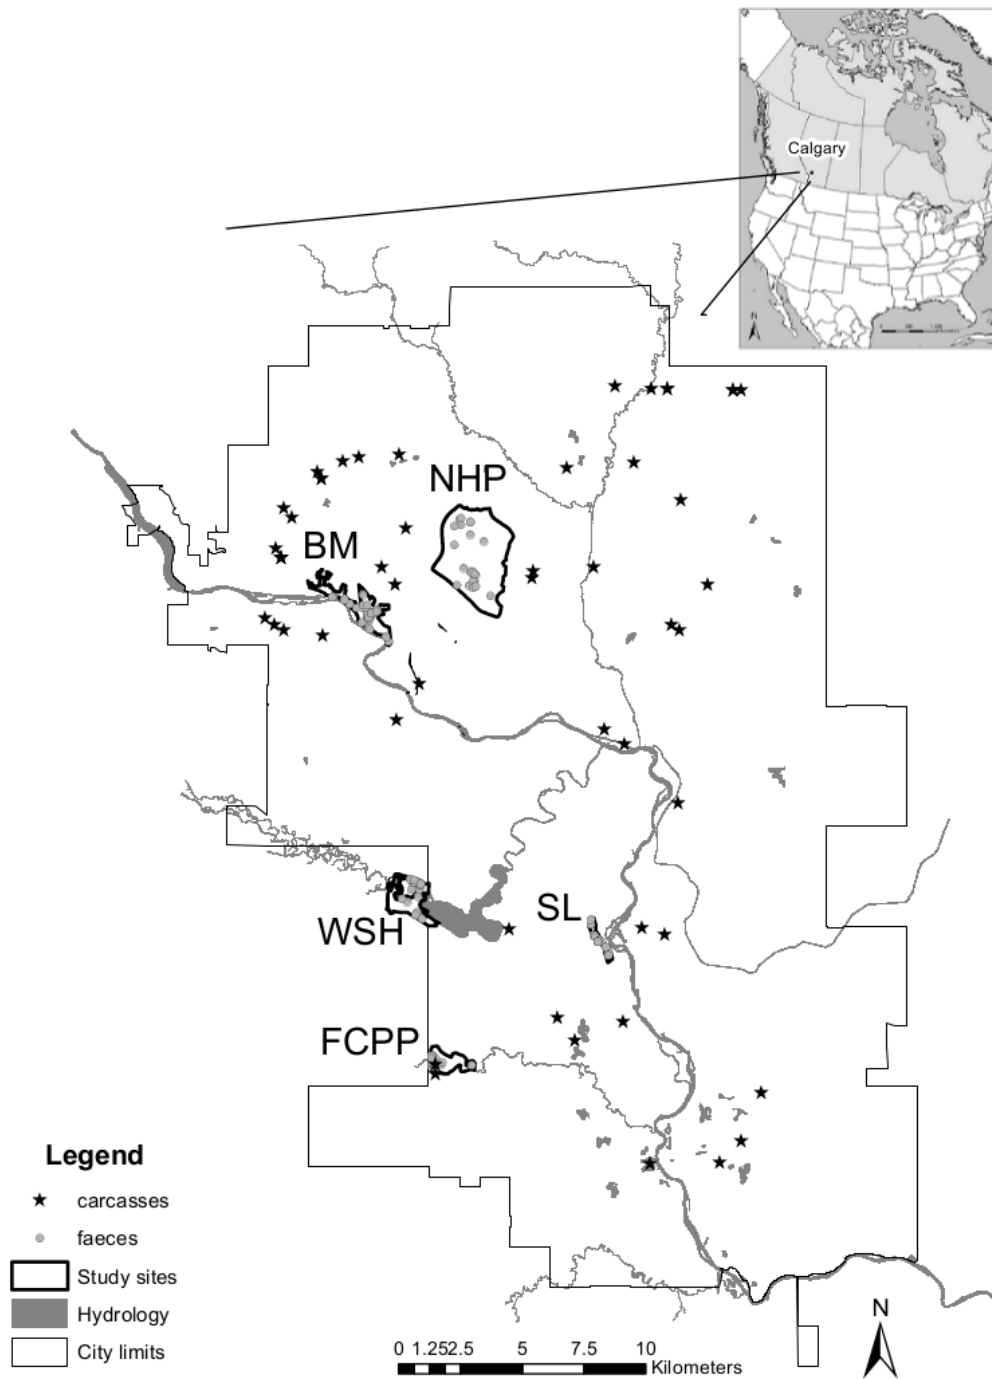 Calgary
N
NHP
BM
SL
WSH
FCPP
Legend
carcasses
faeces
Study sites
Hydrology
City limits
N
0 1.252.5 5 7.5 10
Kilometers